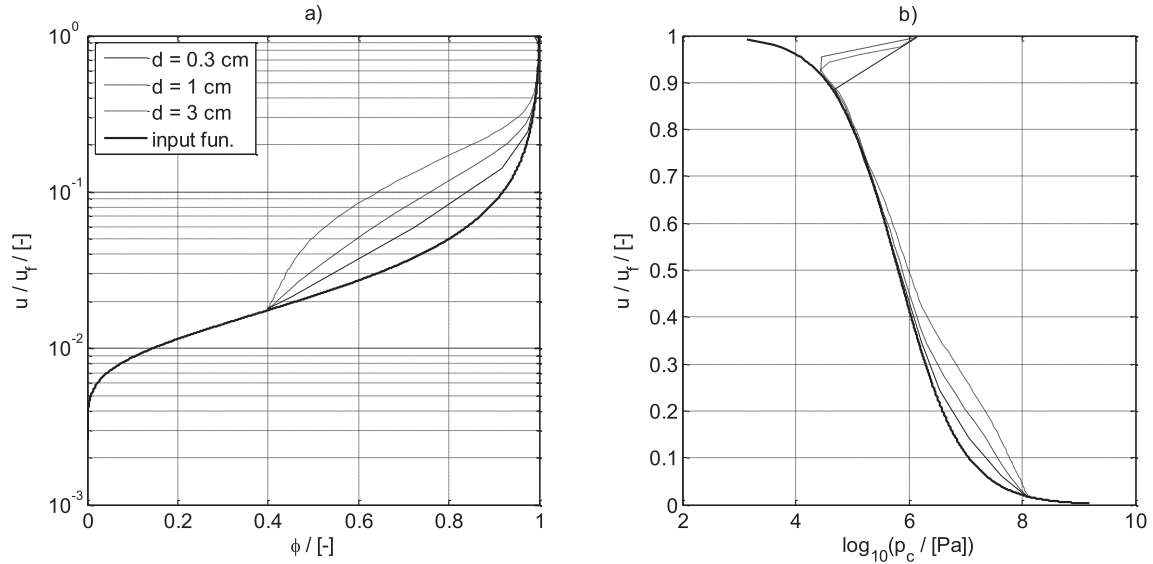 a)
10^0
10^-1
10^-2
10^-3
u / u_f / [-]
d = 0.3 cm
d = 1 cm
d = 3 cm
input fun.
0 0.2 0.4 0.6 0.8 1
ϕ / [-]
b)
1
0.9
0.8
0.7
0.6
0.5
0.4
0.3
0.2
0.1
0
u / u_f / [-]
2 4 6 8 10
log_10(p_c / [Pa])